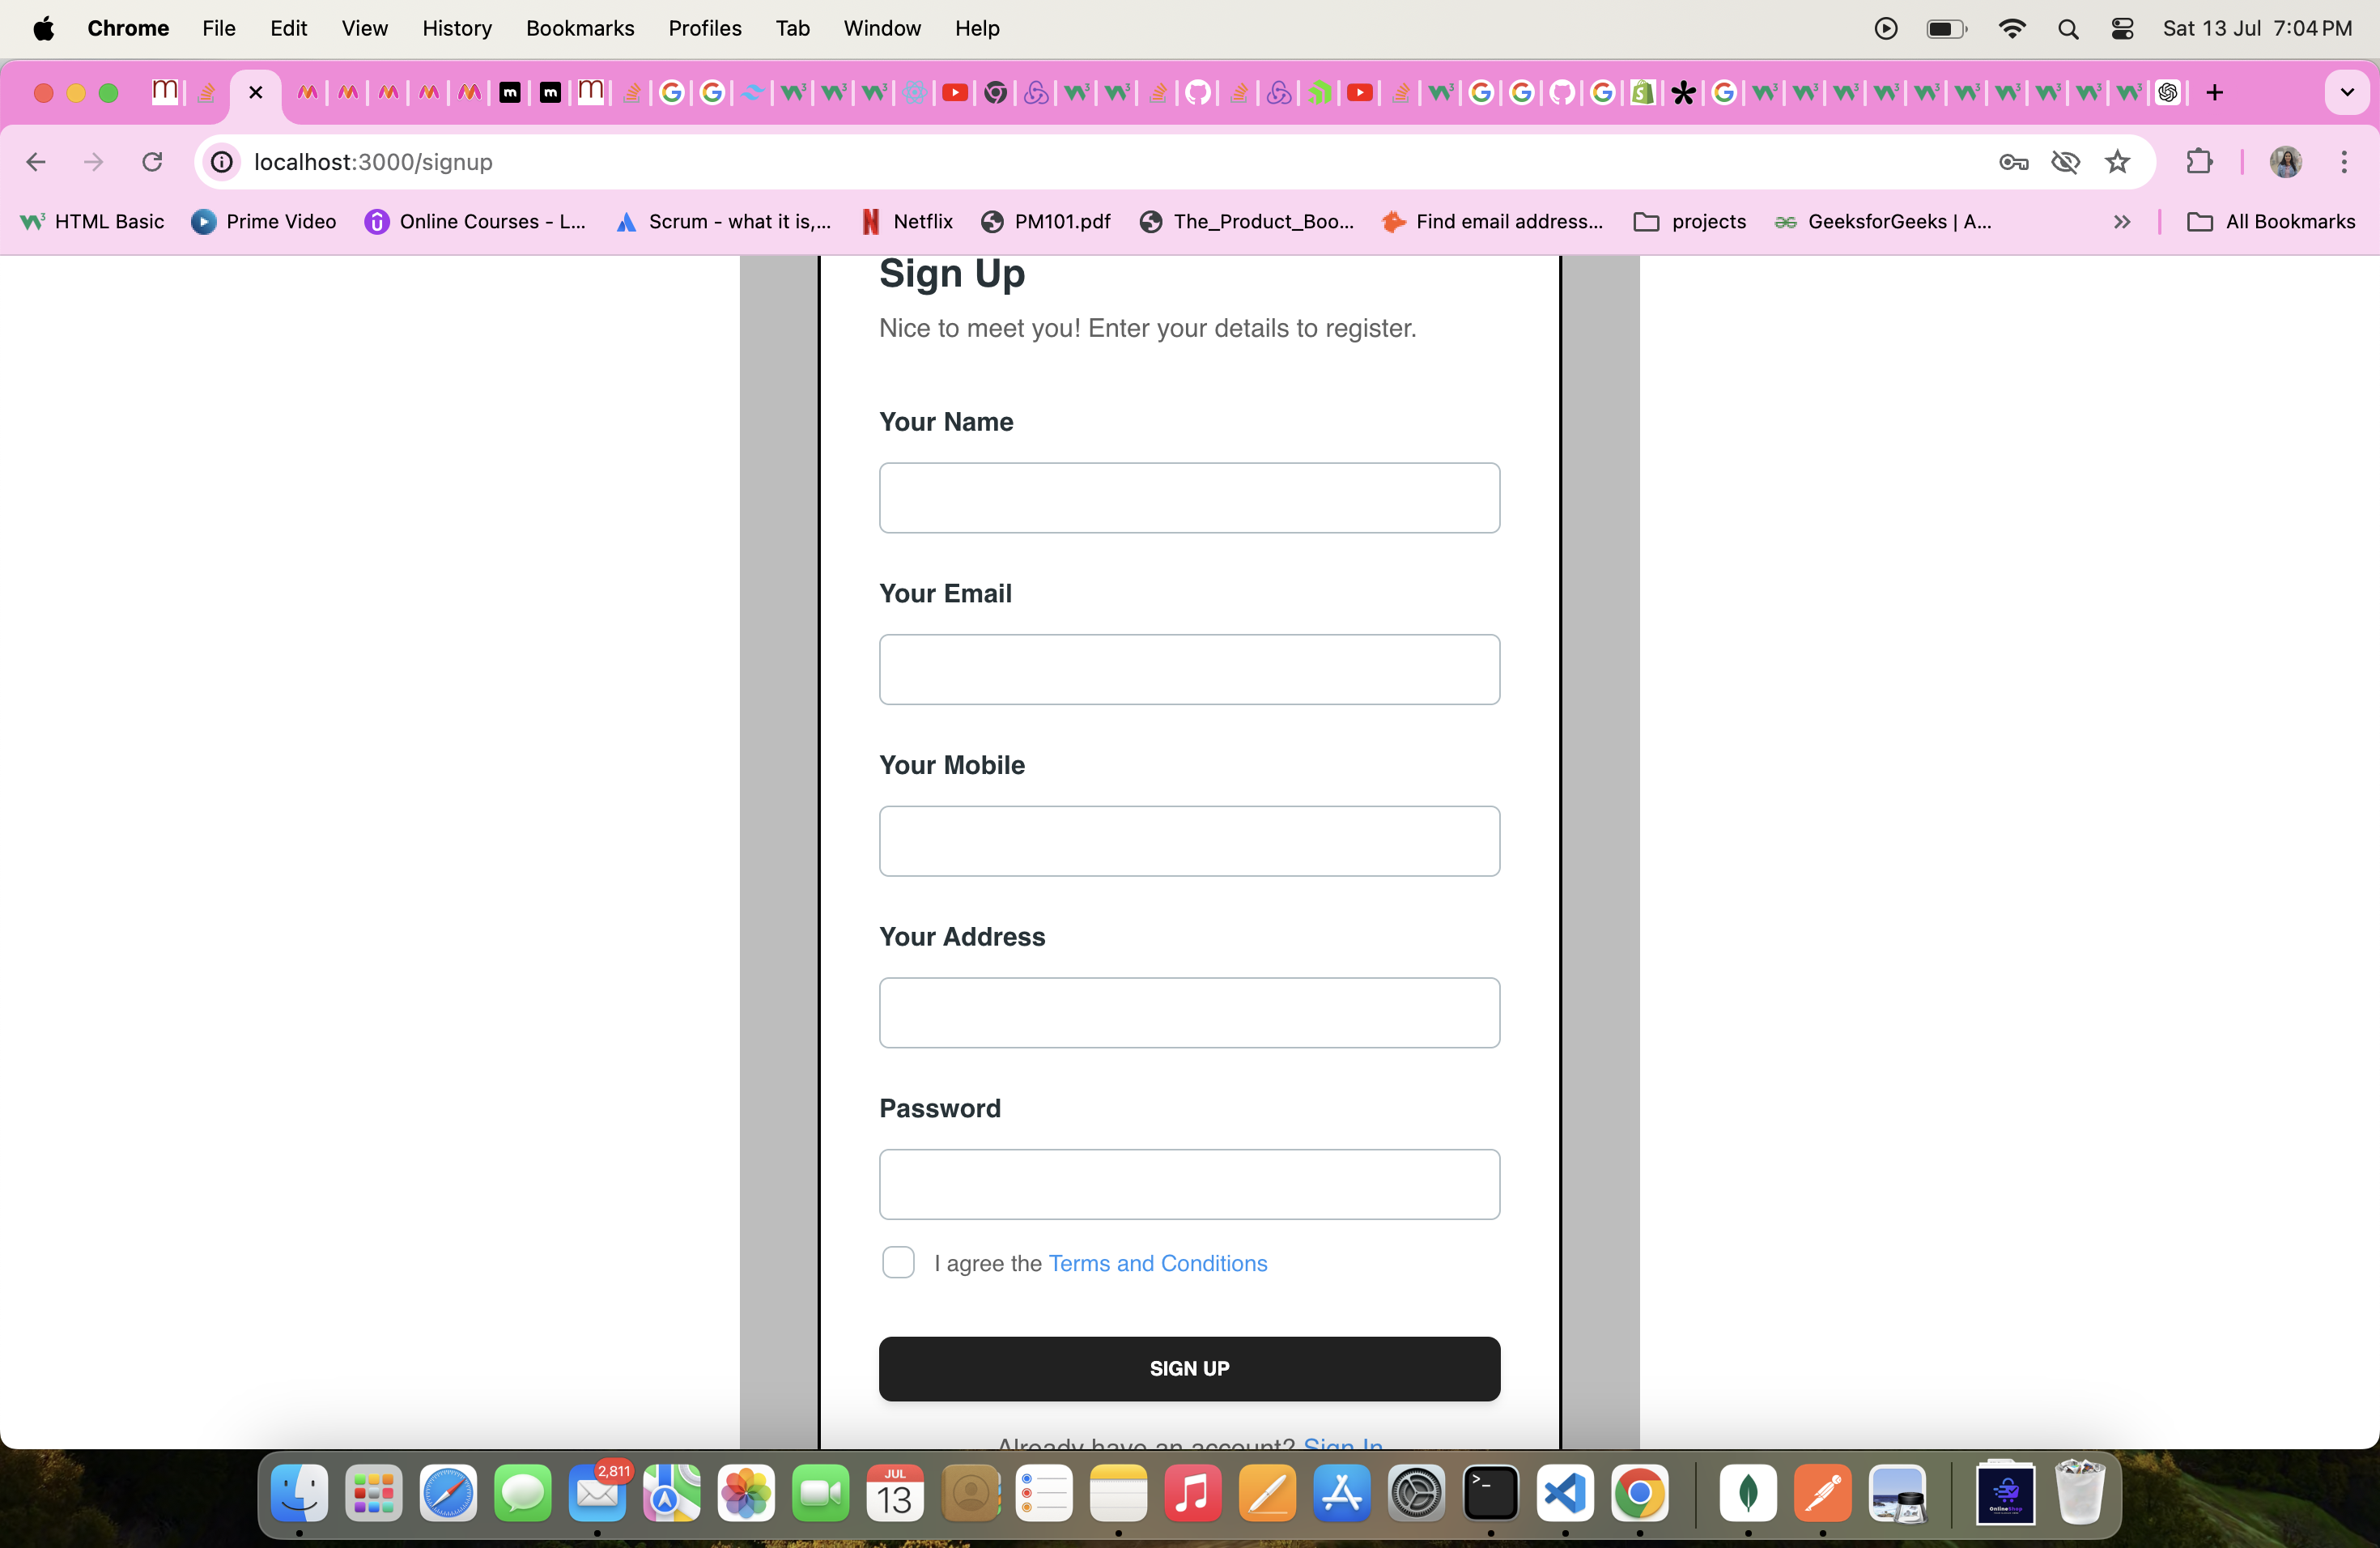 Chrome File Edit View History Bookmarks Profiles Tab Window Help Sat 13 Jul 7:04 PM
localhost:3000/signup
HTML Basic Prime Video Online Courses - L... Scrum - what it is,... Netflix PM101.pdf The_Product_Boo... Find email address... projects GeeksforGeeks | A... All Bookmarks
Sign Up
Nice to meet you! Enter your details to register.
Your Name
Your Email
Your Mobile
Your Address
Password
I agree the Terms and Conditions
SIGN UP
Already have an account? Sign In
2,811
JUL
13
OnlineShop